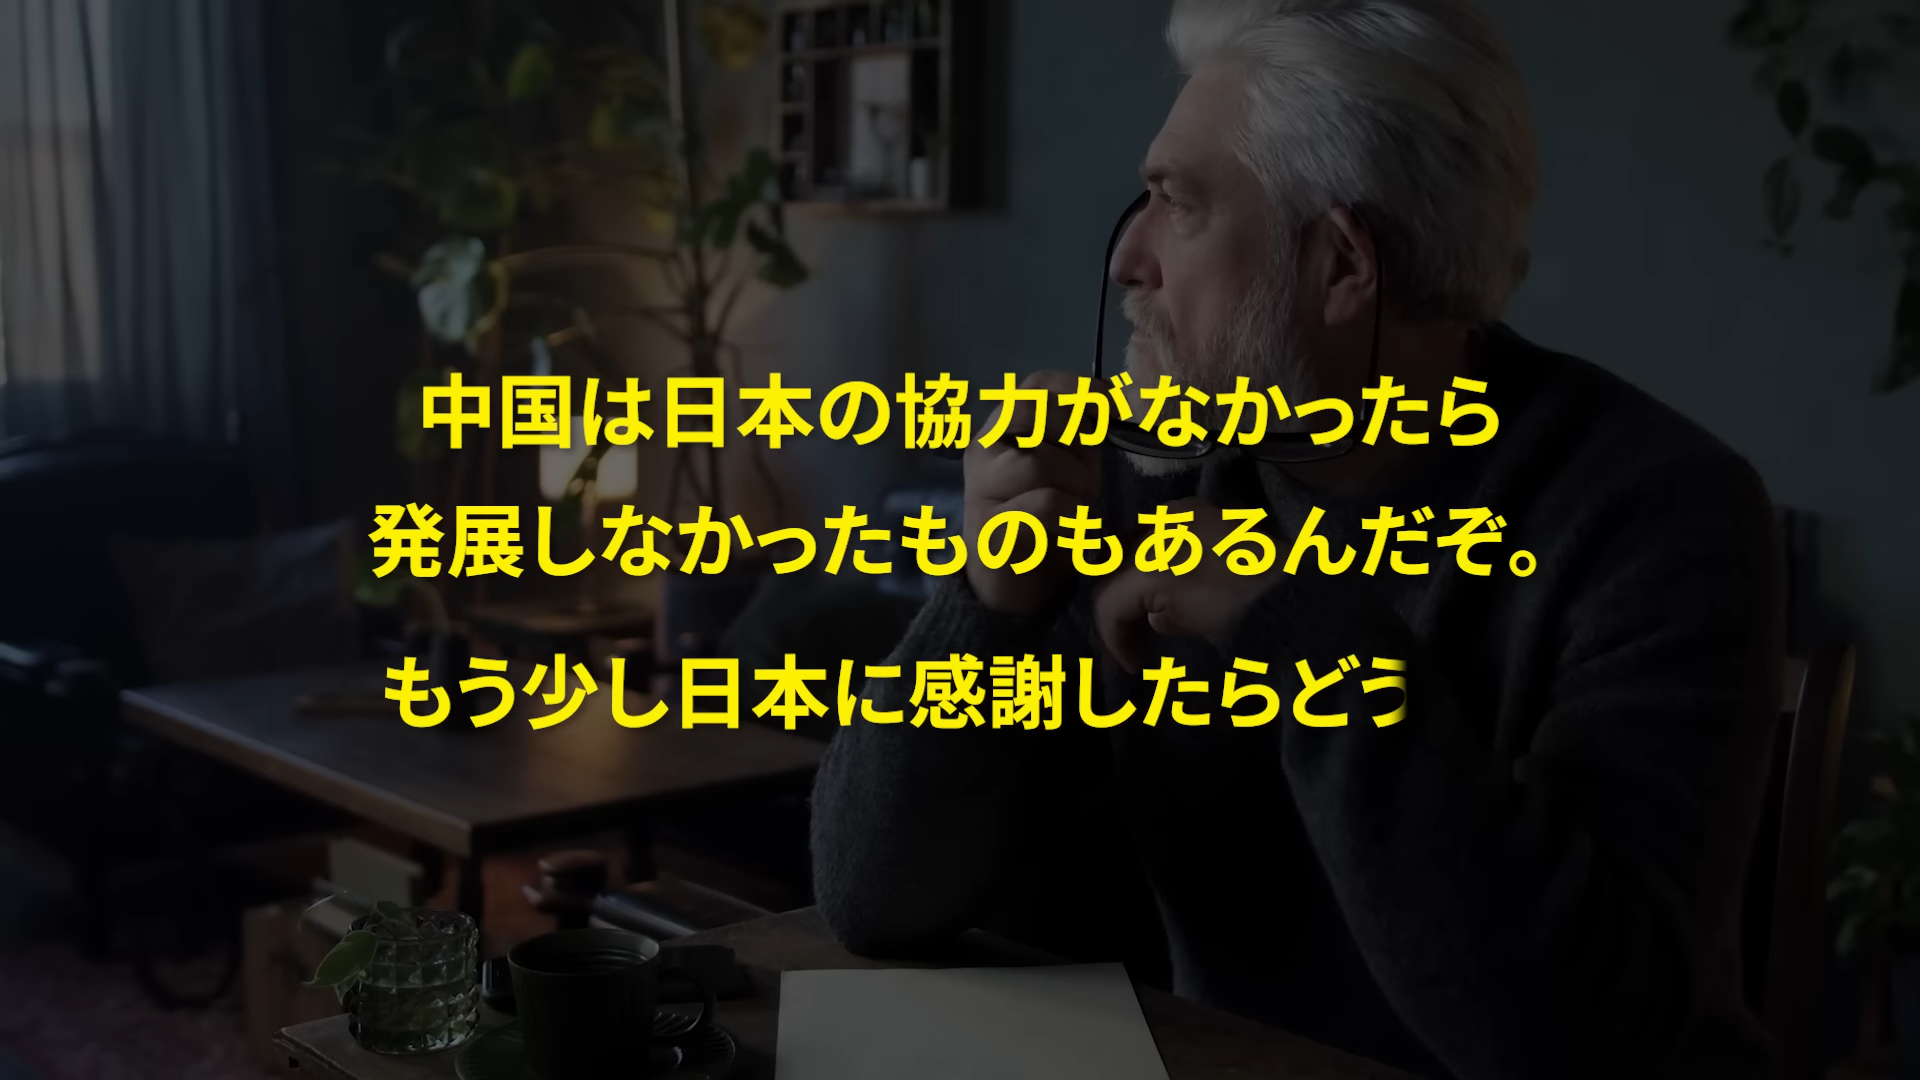 中国は日本の協力がなかったら
発展しなかったものもあるんだぞ。
もう少し日本に感謝したらどう